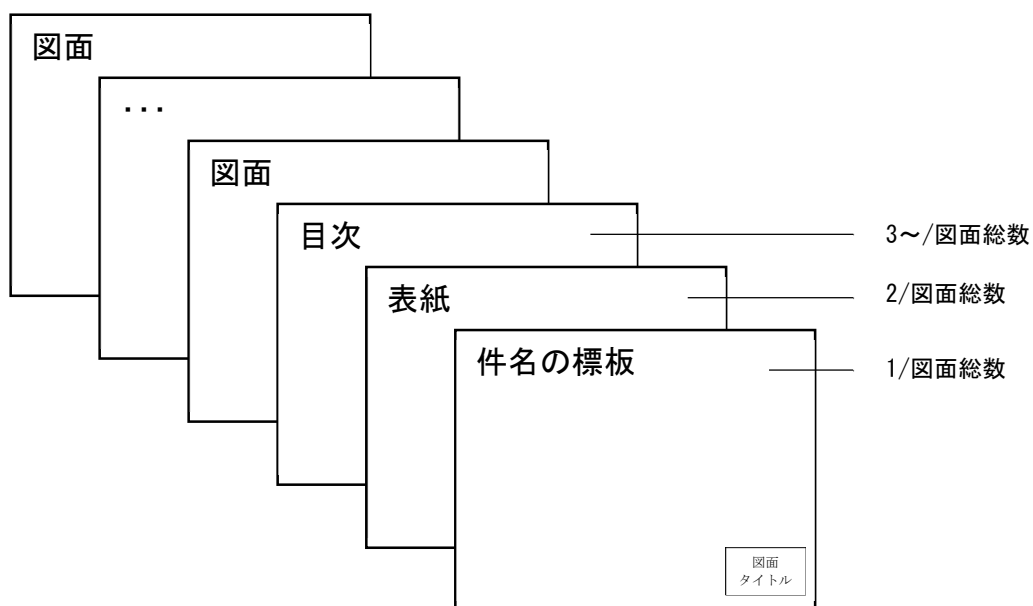 図面
...
図面
目次
3～/図面総数
表紙
2/図面総数
件名の標板
1/図面総数
図面
タイトル